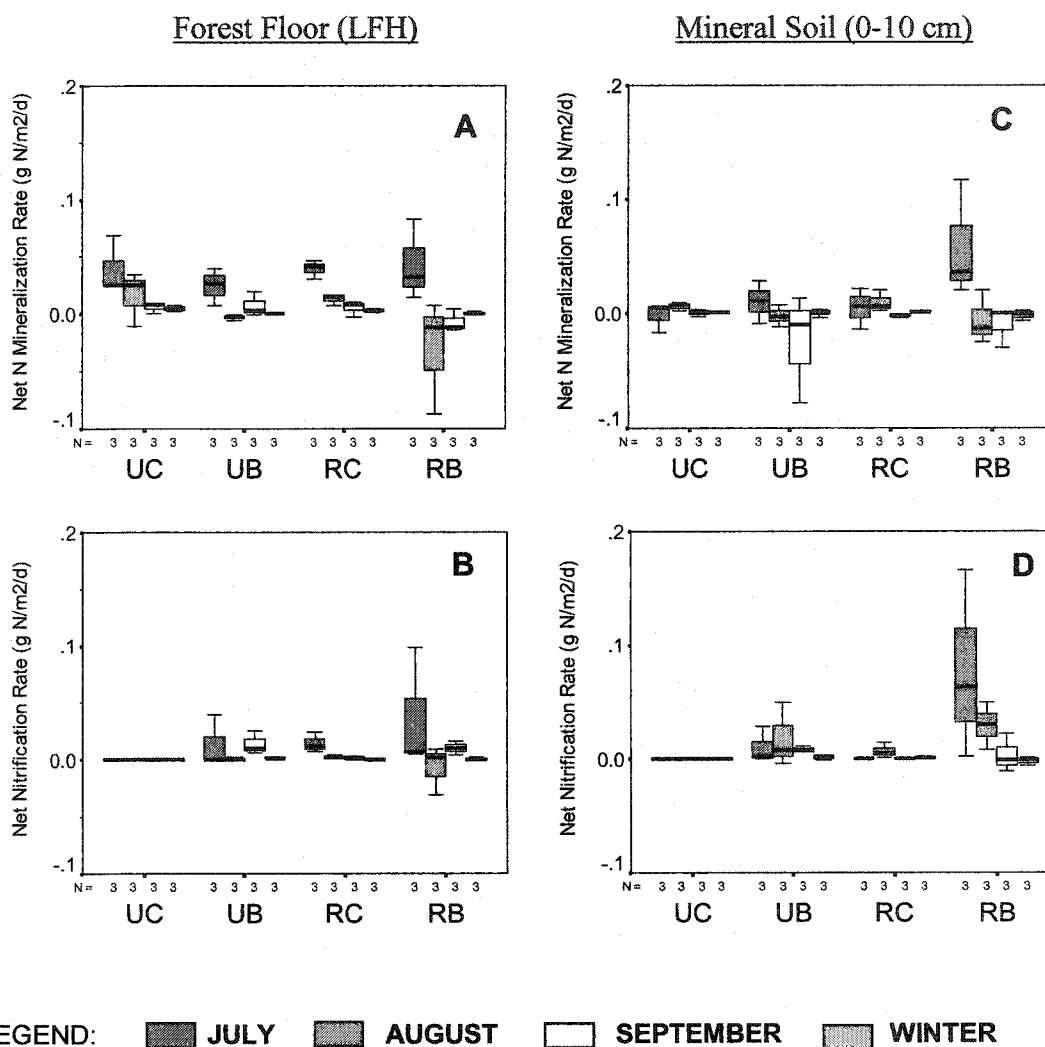 Forest Floor (LFH)
Mineral Soil (0-10 cm)
Net N Mineralization Rate (g N/m2/d)
.2
.1
0.0
-.1
A
N= 3 3 3 3 3 3 3 3 3 3 3 3 3 3 3 3
UC UB RC RB
Net N Mineralization Rate (g N/m2/d)
.2
.1
0.0
-.1
C
N= 3 3 3 3 3 3 3 3 3 3 3 3 3 3 3 3
UC UB RC RB
Net Nitrification Rate (g N/m2/d)
.2
.1
0.0
-.1
B
N= 3 3 3 3 3 3 3 3 3 3 3 3 3 3 3 3
UC UB RC RB
Net Nitrification Rate (g N/m2/d)
.2
.1
0.0
-.1
D
N= 3 3 3 3 3 3 3 3 3 3 3 3 3 3 3 3
UC UB RC RB
EGEND: JULY AUGUST SEPTEMBER WINTER